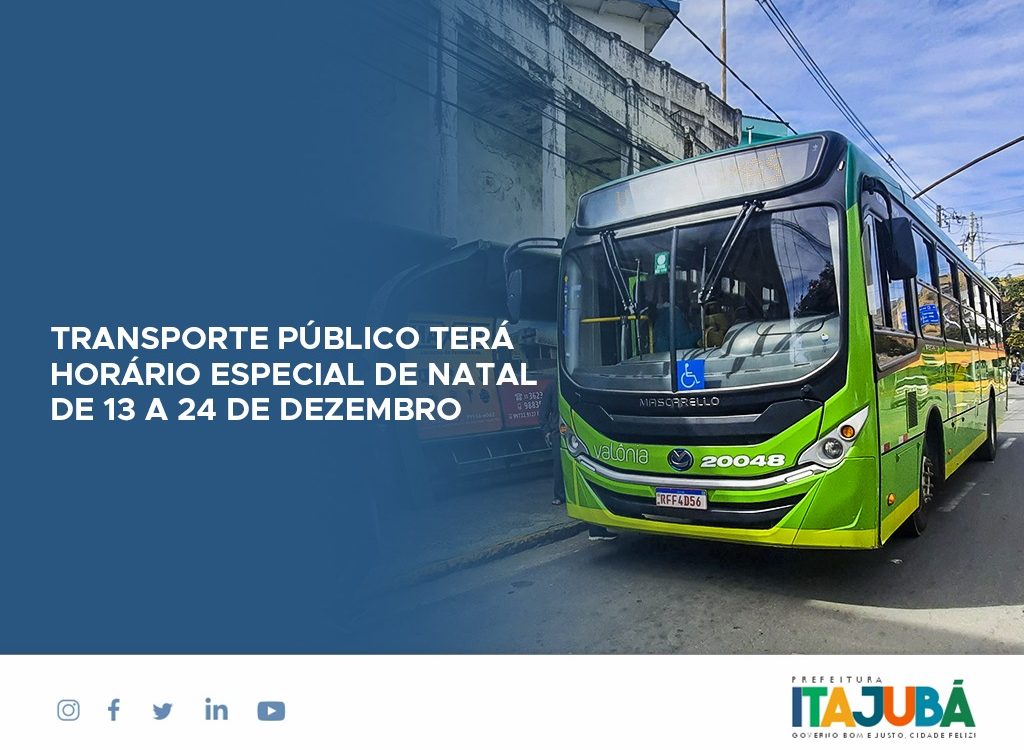 TRANSPORTE PÚBLICO TERÁ
HORÁRIO ESPECIAL DE NATAL
DE 13 A 24 DE DEZEMBRO
MASCARELLO
valônia
20048
RFF4D56
PREFEITURA
ITAJUBÁ
GOVERNO BOM E JUSTO, CIDADE FELIZ!